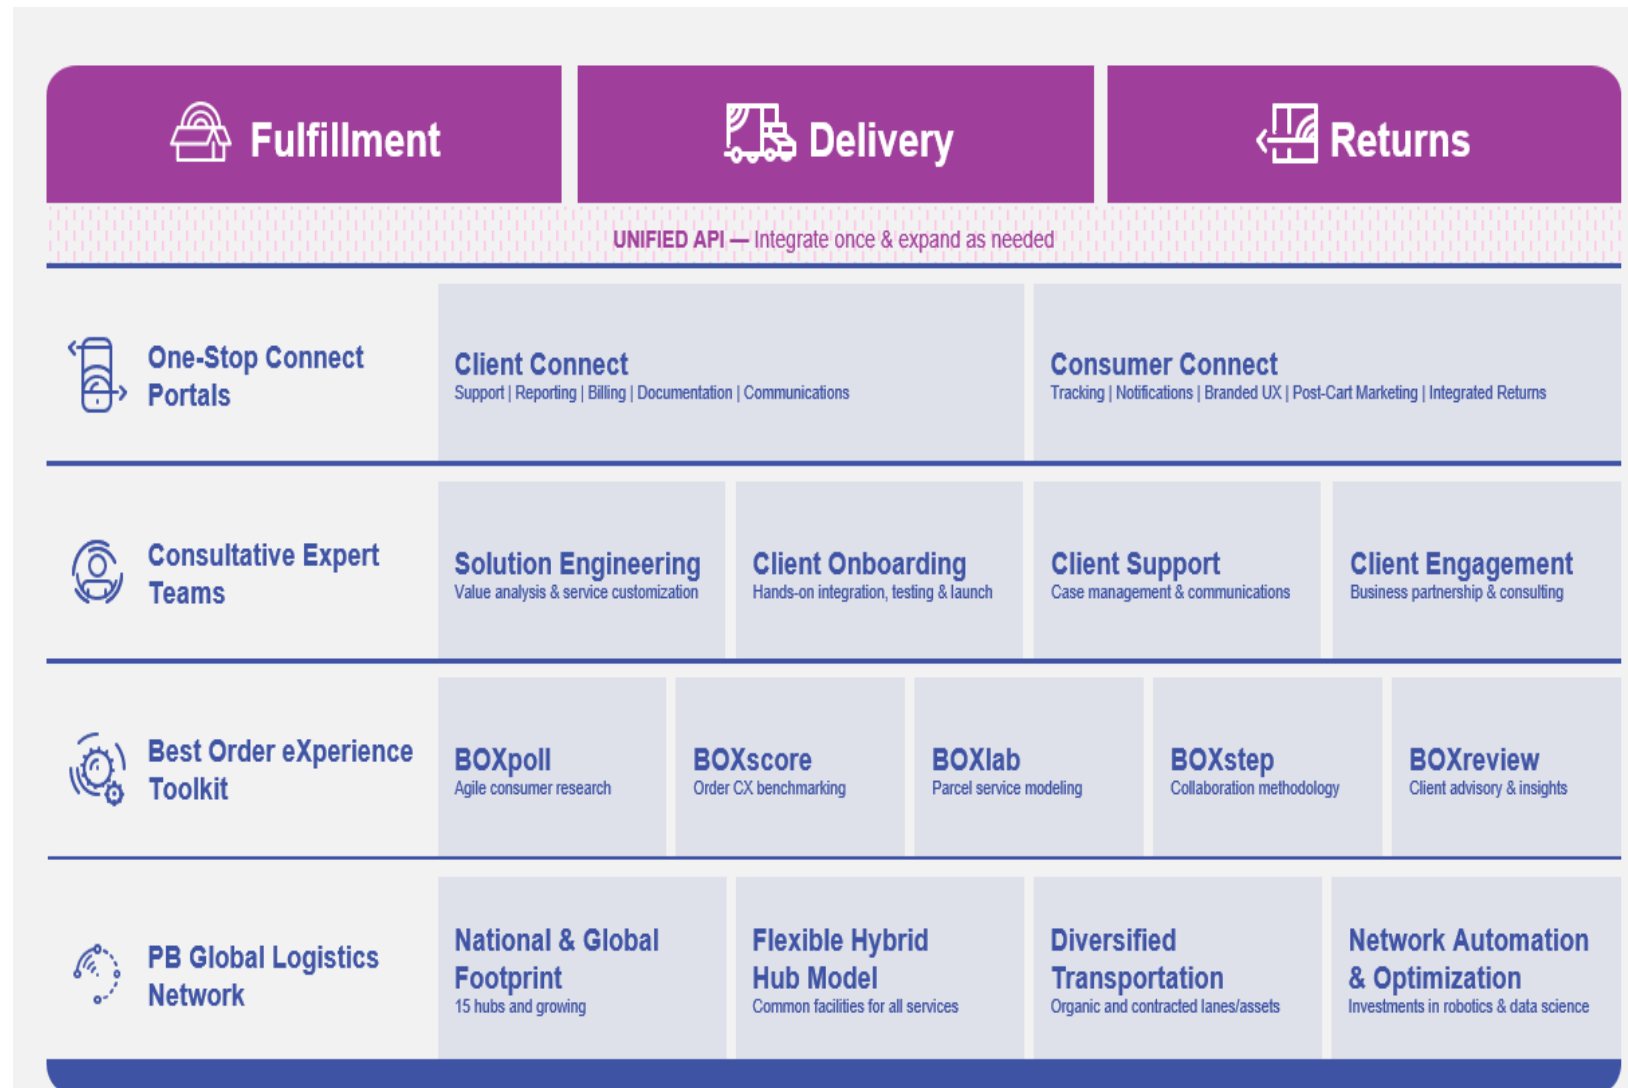 Fulfillment
Delivery
Returns
UNIFIED API — Integrate once & expand as needed
One-Stop Connect
Portals
Client Connect
Support | Reporting | Billing | Documentation | Communications
Consumer Connect
Tracking | Notifications | Branded UX | Post-Cart Marketing | Integrated Returns
Consultative Expert
Teams
Solution Engineering
Value analysis & service customization
Client Onboarding
Hands-on integration, testing & launch
Client Support
Case management & communications
Client Engagement
Business partnership & consulting
Best Order eXperience
Toolkit
BOXpoll
Agile consumer research
BOXscore
Order CX benchmarking
BOXlab
Parcel service modeling
BOXstep
Collaboration methodology
BOXreview
Client advisory & insights
PB Global Logistics
Network
National & Global
Footprint
15 hubs and growing
Flexible Hybrid
Hub Model
Common facilities for all services
Diversified
Transportation
Organic and contracted lanes/assets
Network Automation
& Optimization
Investments in robotics & data science